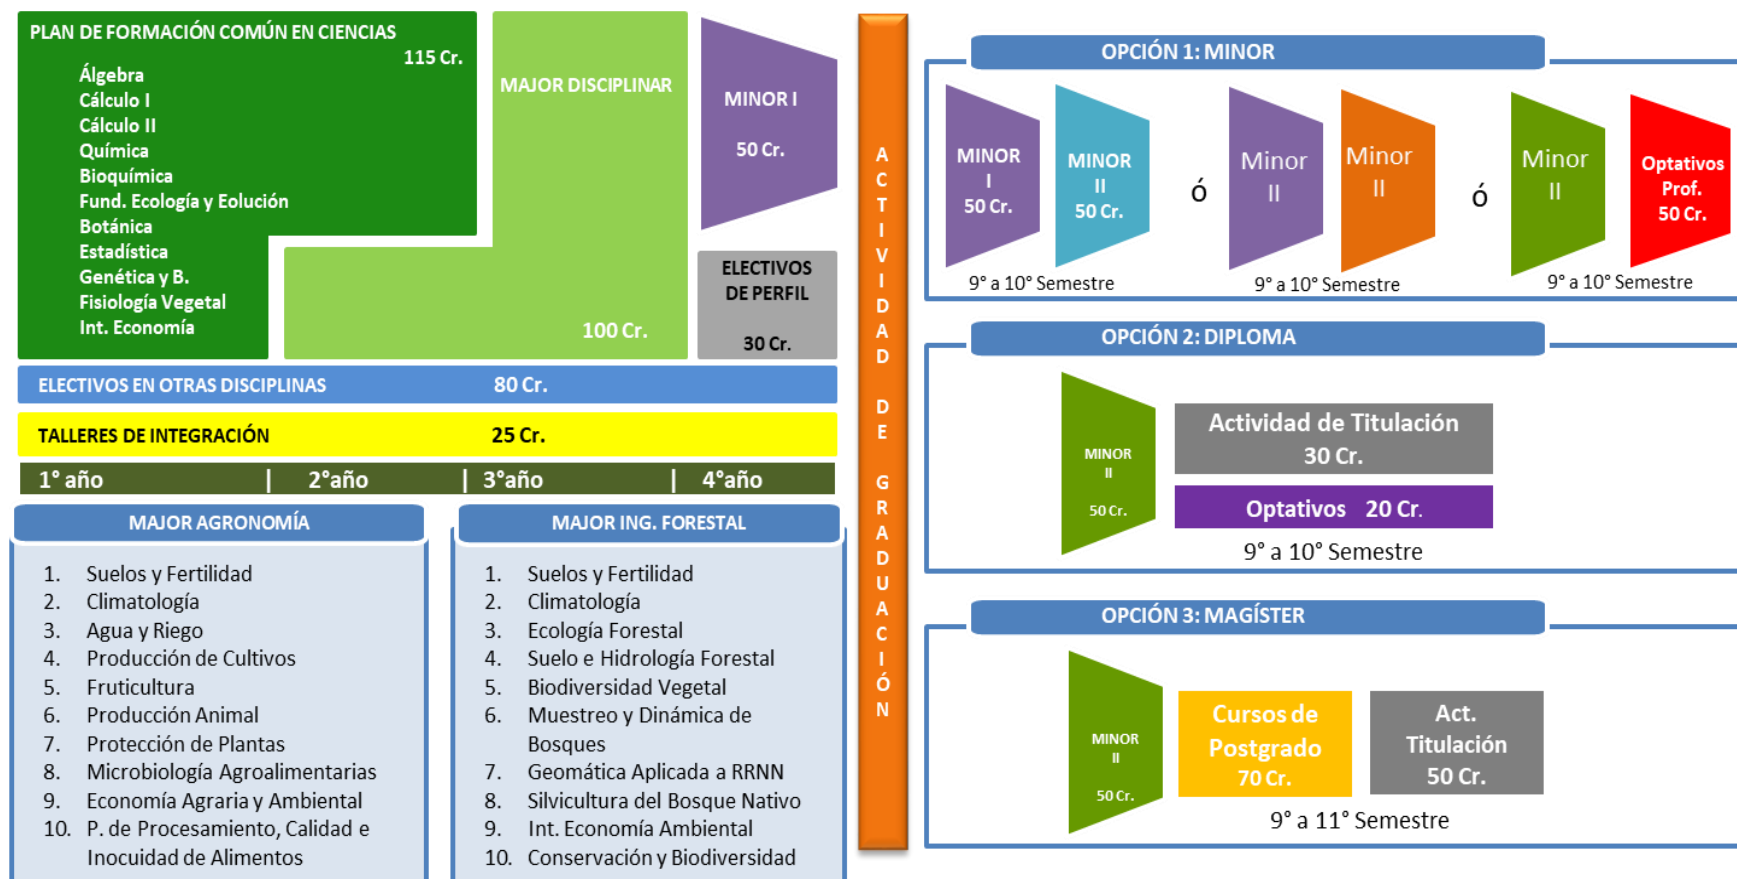 PLAN DE FORMACIÓN COMÚN EN CIENCIAS
115 Cr.
Álgebra
Cálculo I
Cálculo II
Química
Bioquímica
Fund. Ecología y Eolución
Botánica
Estadística
Genética y B.
Fisiología Vegetal
Int. Economía
MAJOR DISCIPLINAR
100 Cr.
MINOR I
50 Cr.
ELECTIVOS
DE PERFIL
30 Cr.
ELECTIVOS EN OTRAS DISCIPLINAS 80 Cr.
TALLERES DE INTEGRACIÓN 25 Cr.
1° año | 2°año | 3°año | 4°año
MAJOR AGRONOMÍA
1. Suelos y Fertilidad
2. Climatología
3. Agua y Riego
4. Producción de Cultivos
5. Fruticultura
6. Producción Animal
7. Protección de Plantas
8. Microbiología Agroalimentarias
9. Economía Agraria y Ambiental
10. P. de Procesamiento, Calidad e
Inocuidad de Alimentos
MAJOR ING. FORESTAL
1. Suelos y Fertilidad
2. Climatología
3. Ecología Forestal
4. Suelo e Hidrología Forestal
5. Biodiversidad Vegetal
6. Muestreo y Dinámica de
Bosques
7. Geomática Aplicada a RRNN
8. Silvicultura del Bosque Nativo
9. Int. Economía Ambiental
10. Conservación y Biodiversidad
ACTIVIDAD DE GRADUACIÓN
OPCIÓN 1: MINOR
MINOR
I
50 Cr.
MINOR
II
50 Cr.
9° a 10° Semestre
ó
Minor
II
Minor
II
9° a 10° Semestre
ó
Minor
II
Optativos
Prof.
50 Cr.
9° a 10° Semestre
OPCIÓN 2: DIPLOMA
MINOR
II
50 Cr.
Actividad de Titulación
30 Cr.
Optativos 20 Cr.
9° a 10° Semestre
OPCIÓN 3: MAGÍSTER
MINOR
II
50 Cr.
Cursos de
Postgrado
70 Cr.
Act.
Titulación
50 Cr.
9° a 11° Semestre